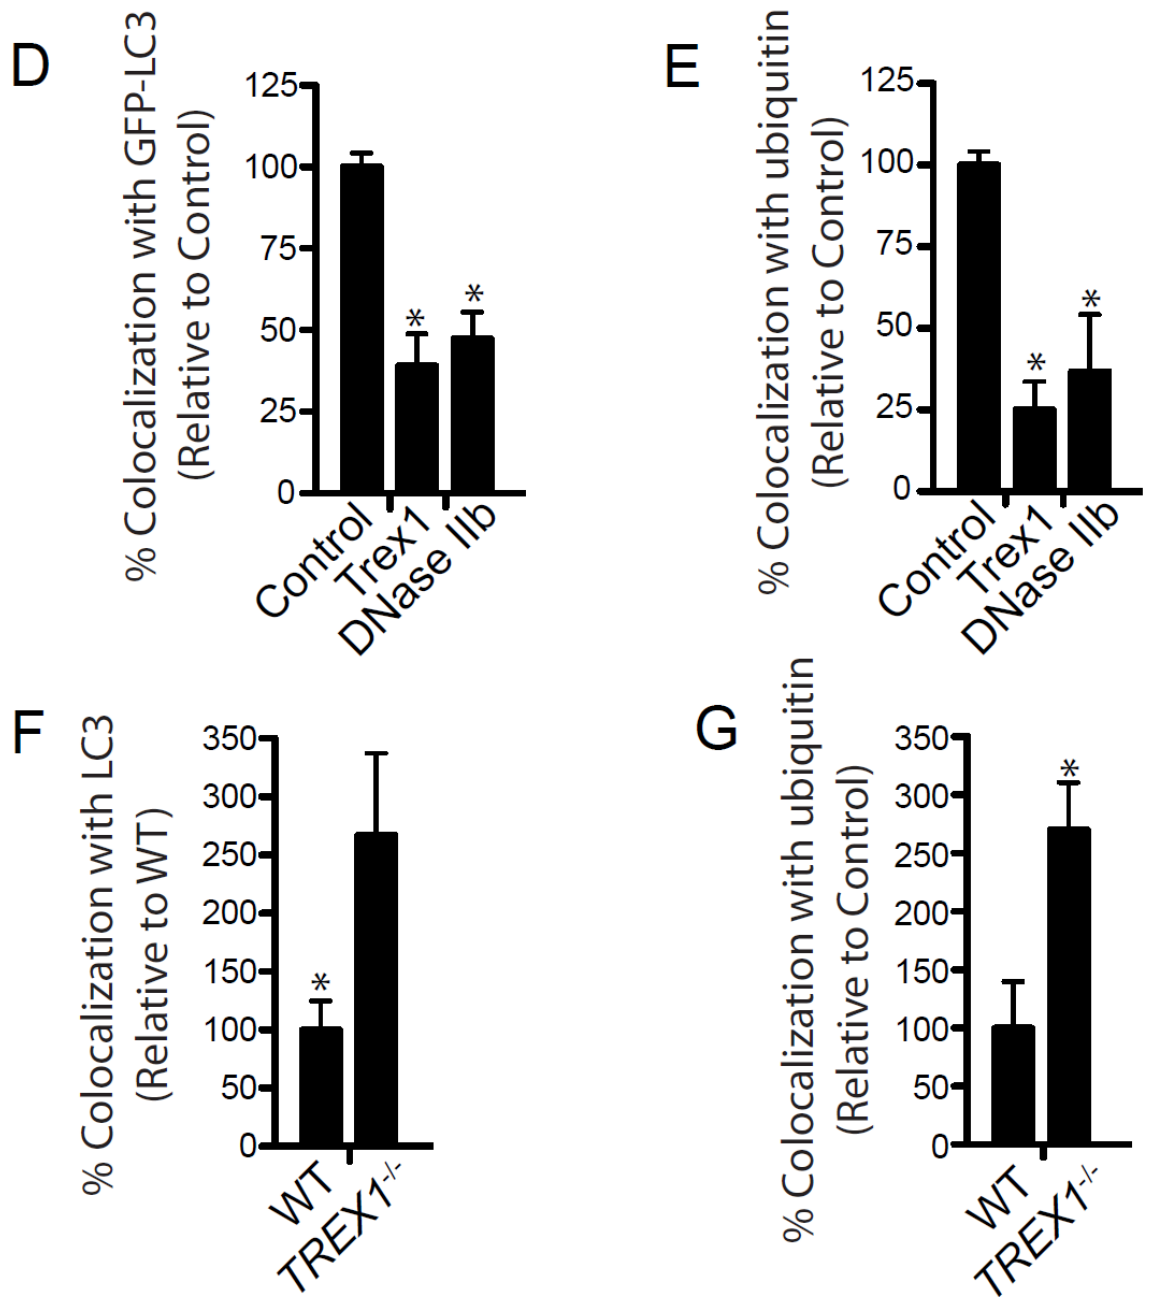 D
% Colocalization with GFP-LC3
(Relative to Control)
125
100
75
50
25
0
*
*
Control
Trex1
DNase IIb
E
% Colocalization with ubiquitin
(Relative to Control)
125
100
75
50
25
0
*
*
Control
Trex1
DNase IIb
F
% Colocalization with LC3
(Relative to WT)
350
300
250
200
150
100
50
0
*
WT
TREX1-/-
G
% Colocalization with ubiquitin
(Relative to Control)
350
300
250
200
150
100
50
0
*
WT
TREX1-/-